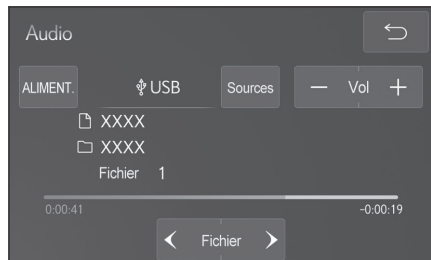 Audio
ALIMENT. USB Sources — Vol +
XXXX
XXXX
Fichier 1
0:00:41 -0:00:19
Fichier